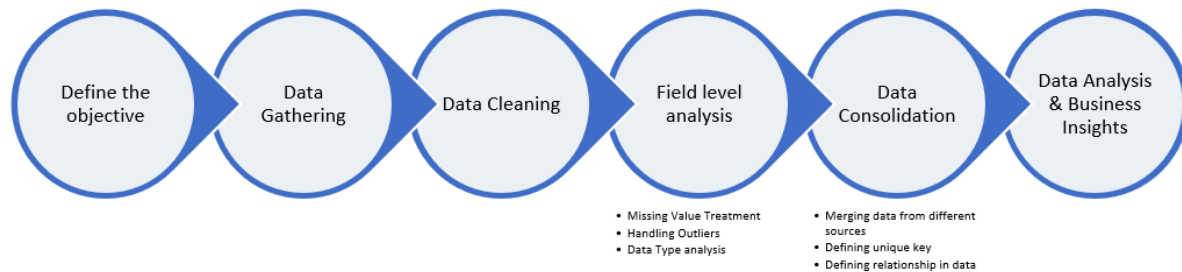 Define the
objective
Data
Gathering
Data Cleaning
Field level
analysis
Data
Consolidation
Data Analysis
& Business
Insights
• Missing Value Treatment
• Handling Outliers
• Data Type analysis
• Merging data from different
sources
• Defining unique key
• Defining relationship in data